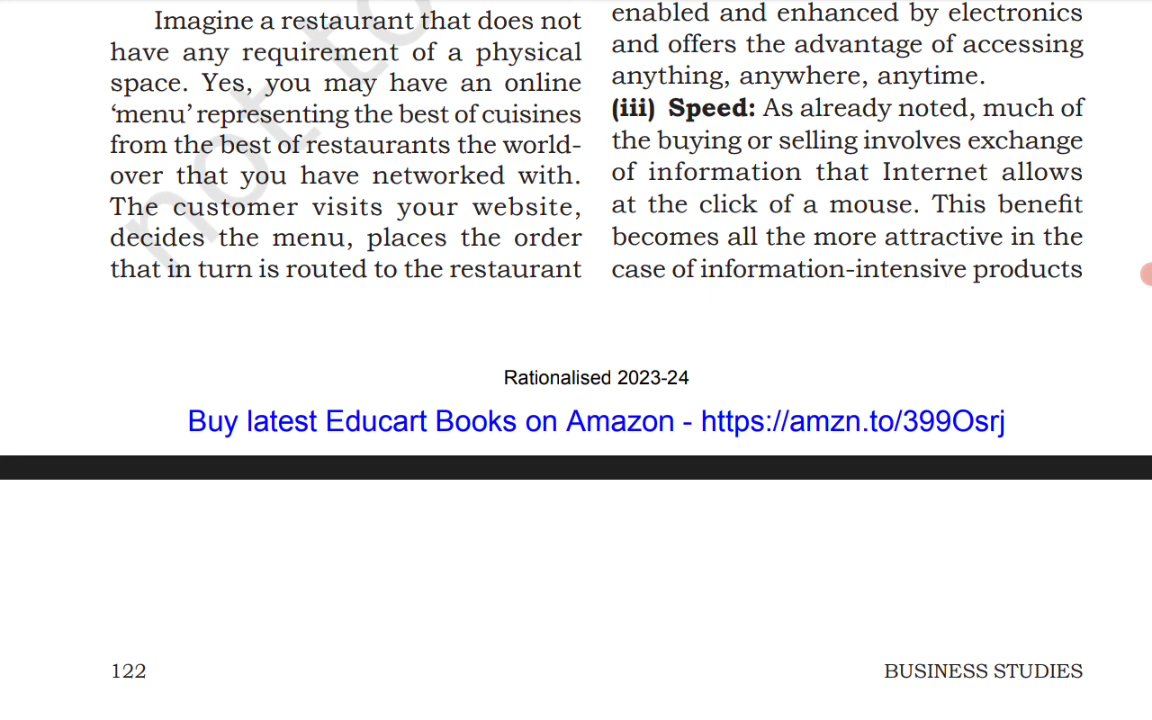 Imagine a restaurant that does not
have any requirement of a physical
space. Yes, you may have an online
‘menu’ representing the best of cuisines
from the best of restaurants the world-
over that you have networked with.
The customer visits your website,
decides the menu, places the order
that in turn is routed to the restaurant
enabled and enhanced by electronics
and offers the advantage of accessing
anything, anywhere, anytime.
(iii) Speed: As already noted, much of
the buying or selling involves exchange
of information that Internet allows
at the click of a mouse. This benefit
becomes all the more attractive in the
case of information-intensive products
not to
Rationalised 2023-24
Buy latest Educart Books on Amazon - https://amzn.to/399Osrj
122
BUSINESS STUDIES